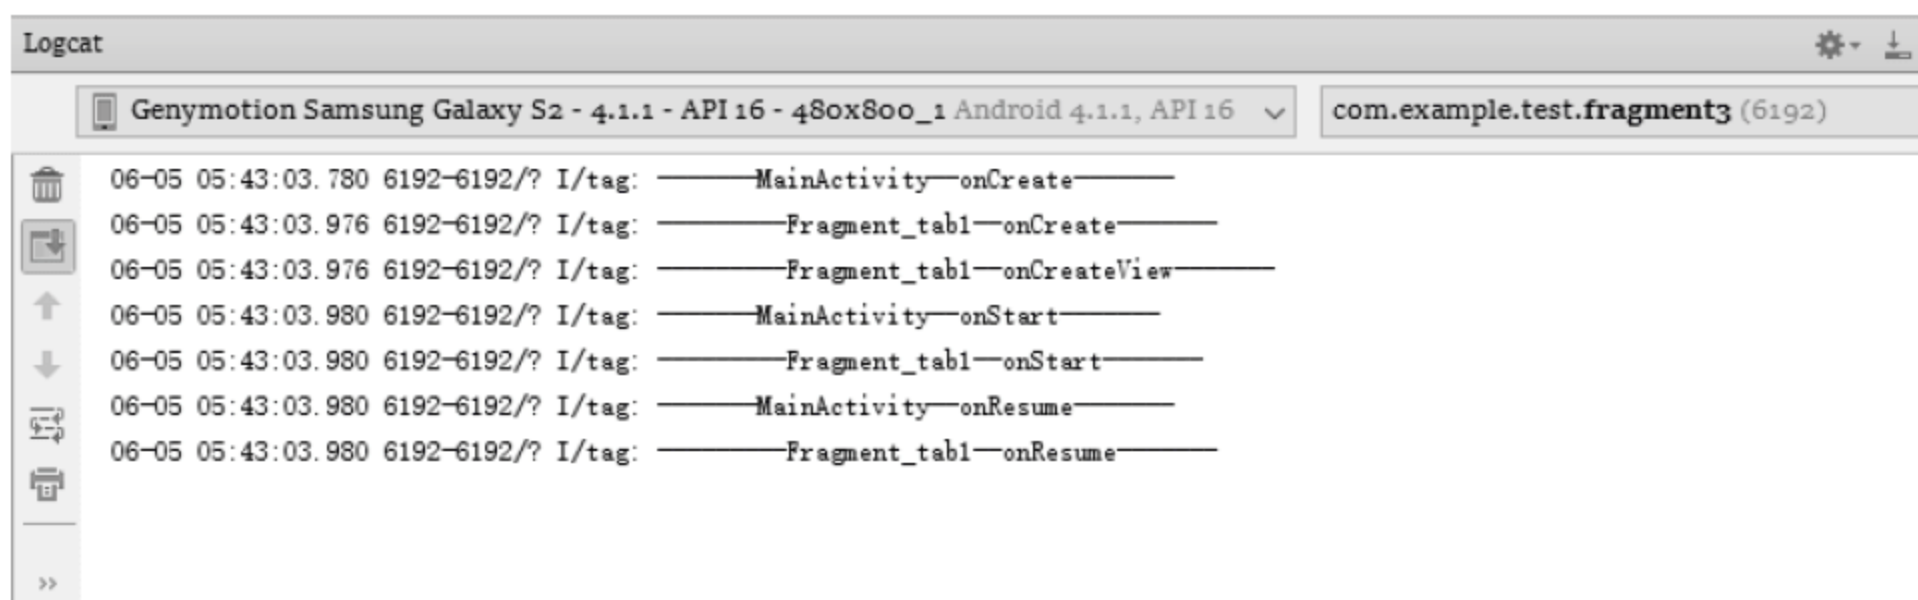 Logcat
Genymotion Samsung Galaxy S2 - 4.1.1 - API 16 - 480x800_1 Android 4.1.1, API 16 com.example.test.fragment3 (6192)
06-05 05:43:03.780 6192-6192/? I/tag: ———————MainActivity——onCreate———————
06-05 05:43:03.976 6192-6192/? I/tag: —————————Fragment_tab1——onCreate———————
06-05 05:43:03.976 6192-6192/? I/tag: —————————Fragment_tab1——onCreateView———————
06-05 05:43:03.980 6192-6192/? I/tag: ———————MainActivity——onStart———————
06-05 05:43:03.980 6192-6192/? I/tag: —————————Fragment_tab1——onStart———————
06-05 05:43:03.980 6192-6192/? I/tag: ———————MainActivity——onResume———————
06-05 05:43:03.980 6192-6192/? I/tag: —————————Fragment_tab1——onResume———————